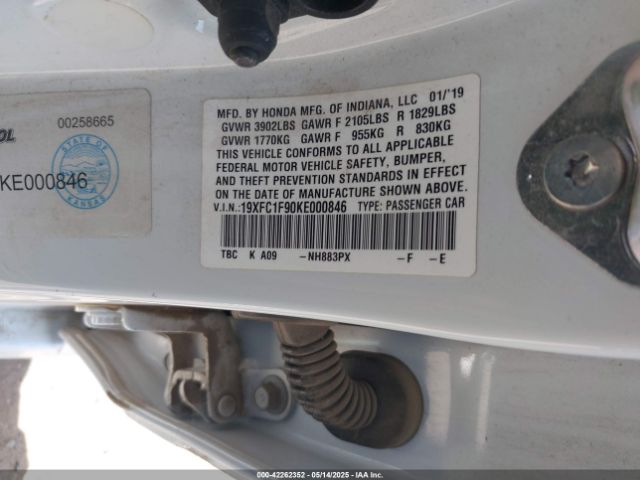 00258665
OL
STATE OF
KANSAS
KE000846
MFD. BY HONDA MFG. OF INDIANA, LLC 01/'19
GVWR 3902LBS GAWR F 2105LBS R 1829LBS
GVWR 1770KG GAWR F 955KG R 830KG
THIS VEHICLE CONFORMS TO ALL APPLICABLE
FEDERAL MOTOR VEHICLE SAFETY, BUMPER,
AND THEFT PREVENTION STANDARDS IN EFFECT
ON THE DATE OF MANUFACTURE SHOWN ABOVE.
V.I.N.:19XFC1F90KE000846 TYPE: PASSENGER CAR
TBC K A09 -NH883PX -F -E
000-42262352 | 05/14/2025 | IAA Inc.